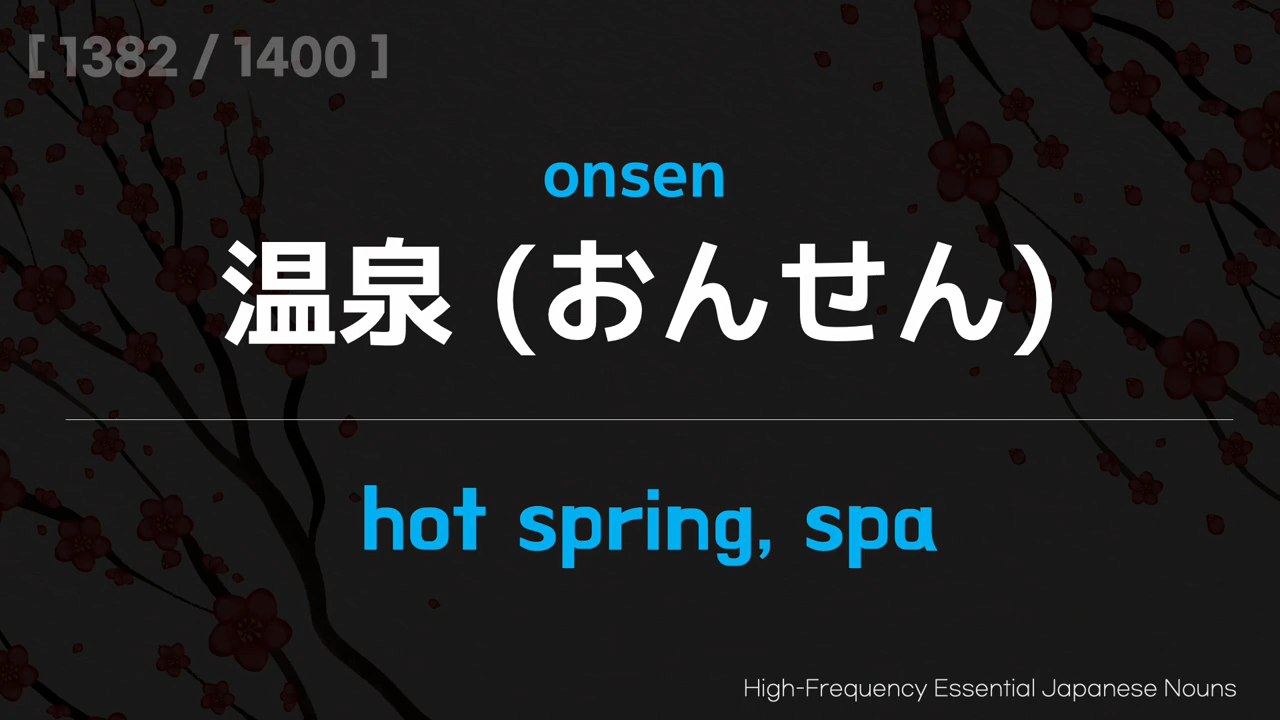 [ 1382 / 1400 ]
onsen
温泉 (おんせん)
hot spring, spa
High-Frequency Essential Japanese Nouns